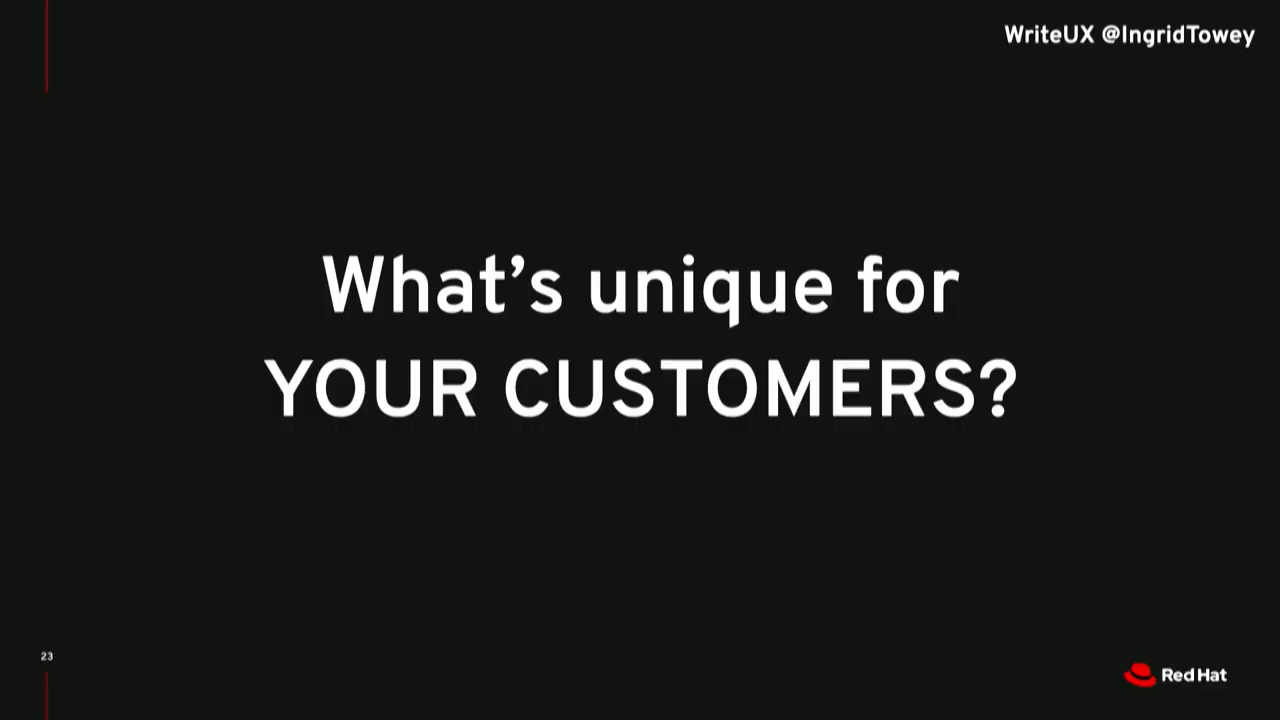 WriteUX @IngridTowey
What’s unique for
YOUR CUSTOMERS?
23
Red Hat